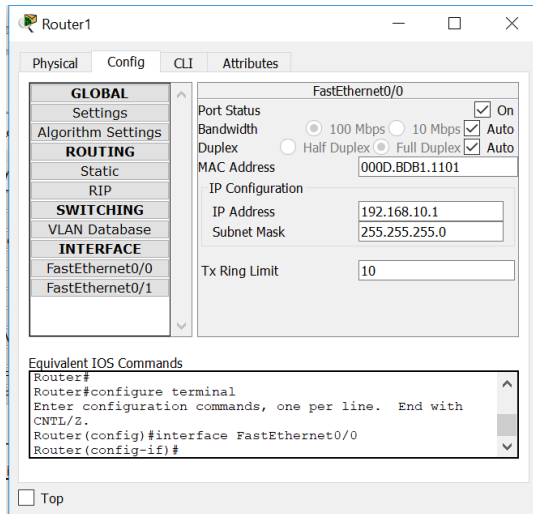 Router1
Physical Config CLI Attributes
GLOBAL
Settings
Algorithm Settings
ROUTING
Static
RIP
SWITCHING
VLAN Database
INTERFACE
FastEthernet0/0
FastEthernet0/1
FastEthernet0/0
Port Status On
Bandwidth 100 Mbps 10 Mbps Auto
Duplex Half Duplex Full Duplex Auto
MAC Address 000D.BDB1.1101
IP Configuration
IP Address 192.168.10.1
Subnet Mask 255.255.255.0
Tx Ring Limit 10
Equivalent IOS Commands
Router#
Router#configure terminal
Enter configuration commands, one per line. End with
CNTL/Z.
Router(config)#interface FastEthernet0/0
Router(config-if)#
Top